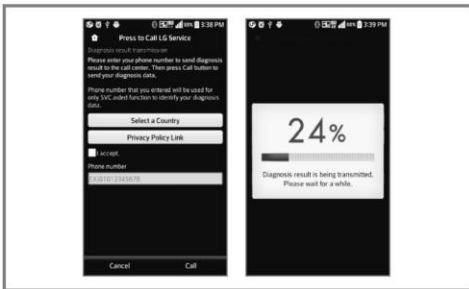 3:38 PM
Press to Call LG Service
Diagnosis result transmission
Please enter your phone number to send diagnosis
result to the call center. Then press Call button to
send your diagnosis data.
Phone number that you entered will be used for
only SVC aided function to identify your diagnosis
data.
Select a Country
Privacy Policy Link
I accept.
Phone number
Cancel
Call
3:39 PM
24%
Diagnosis result is being transmitted.
Please wait for a while.